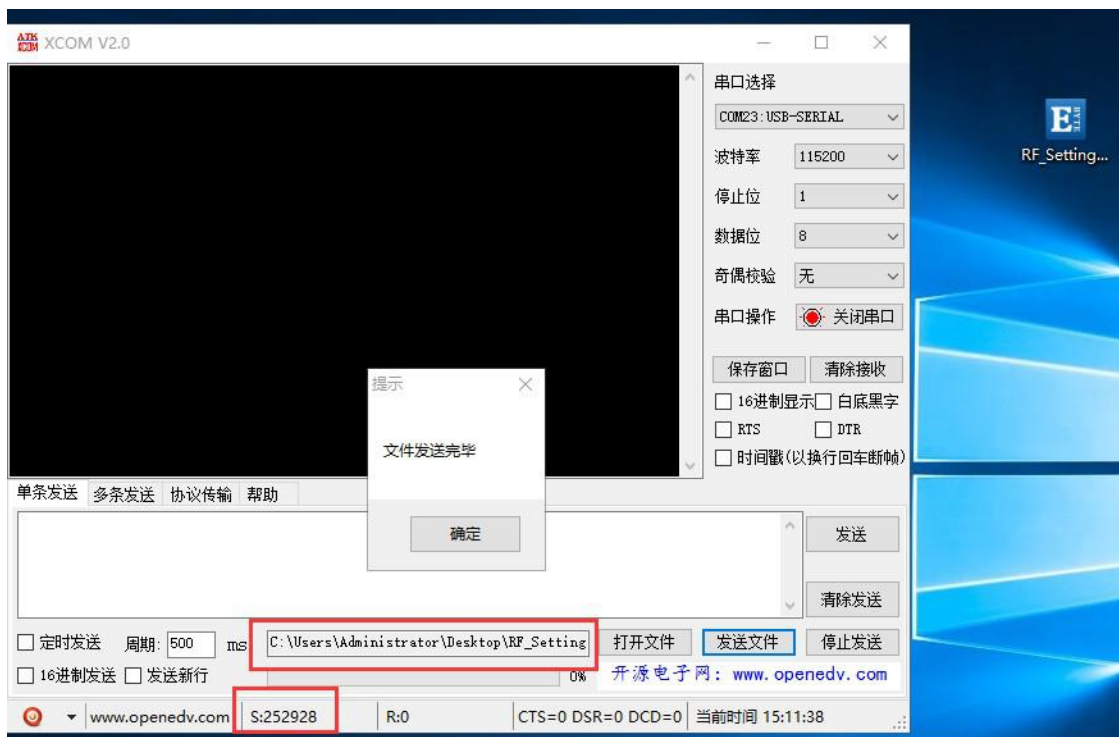 ATK XCOM XCOM V2.0
串口选择
COM23:USB-SERIAL
波特率 115200
停止位 1
数据位 8
奇偶校验 无
串口操作 关闭串口
保存窗口 清除接收
16进制显示 白底黑字
RTS DTR
时间戳(以换行回车断帧)
E BYTE
RF_Setting...
提示
文件发送完毕
确定
单条发送 多条发送 协议传输 帮助
发送
清除发送
定时发送 周期: 500 ms C:\Users\Administrator\Desktop\RF_Setting 打开文件 发送文件 停止发送
16进制发送 发送新行 0% 开源电子网: www.openedv.com
www.openedv.com S:252928 R:0 CTS=0 DSR=0 DCD=0 当前时间 15:11:38